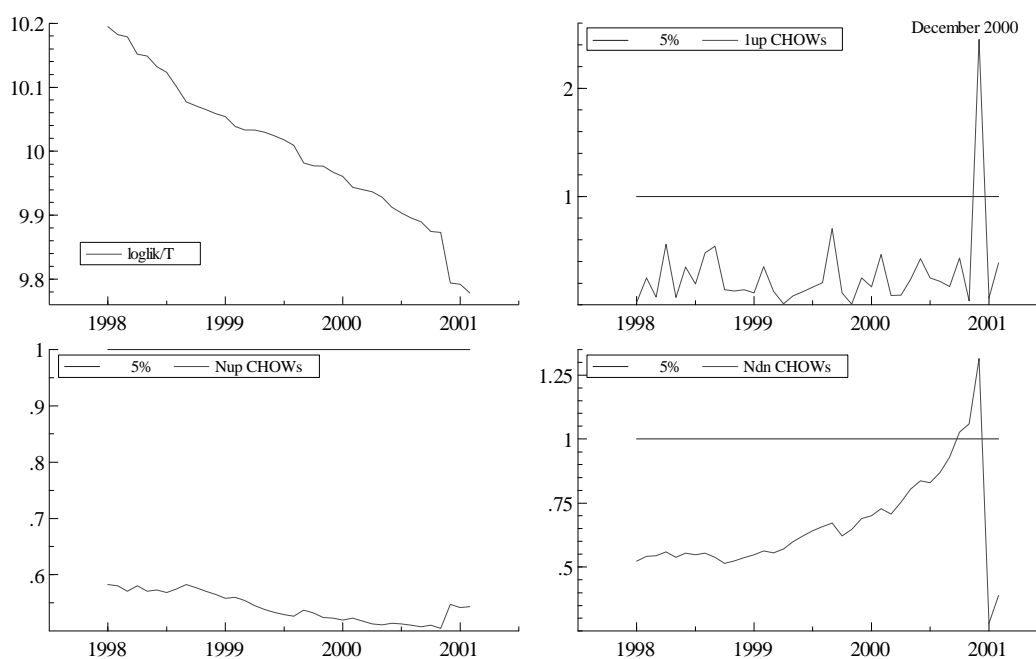 10.2
10.1
10
9.9
9.8
loglik/T
1998 1999 2000 2001
December 2000
5% 1up CHOWs
2
1
1998 1999 2000 2001
1
5% Nup CHOWs
.9
.8
.7
.6
1998 1999 2000 2001
5% Ndn CHOWs
1.25
1
.75
.5
1998 1999 2000 2001